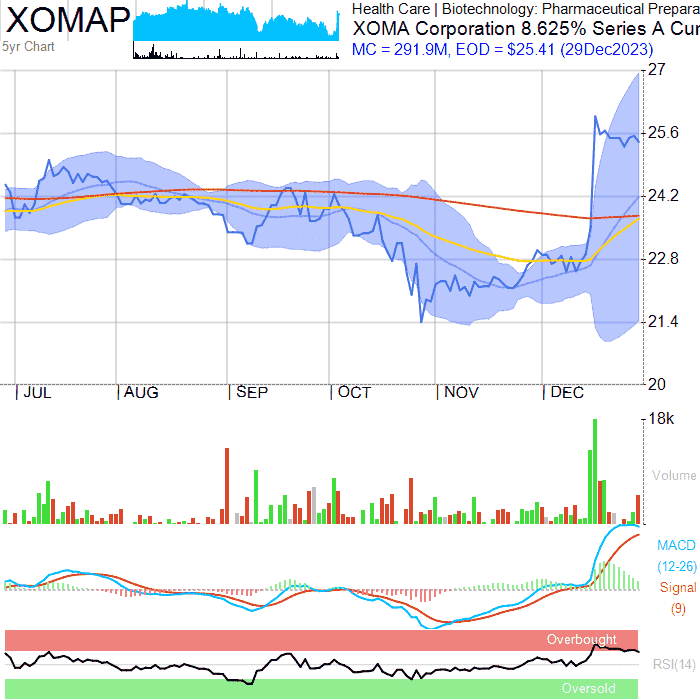 XOMAP
5yr Chart
Health Care | Biotechnology: Pharmaceutical Prepara
XOMA Corporation 8.625% Series A Cur
MC = 291.9M, EOD = $25.41 (29Dec2023)
27
25.6
24.2
22.8
21.4
20
| JUL | AUG | SEP | OCT | NOV | DEC
18k
Volume
MACD
(12-26)
Signal
(9)
Overbought
RSI(14)
Oversold